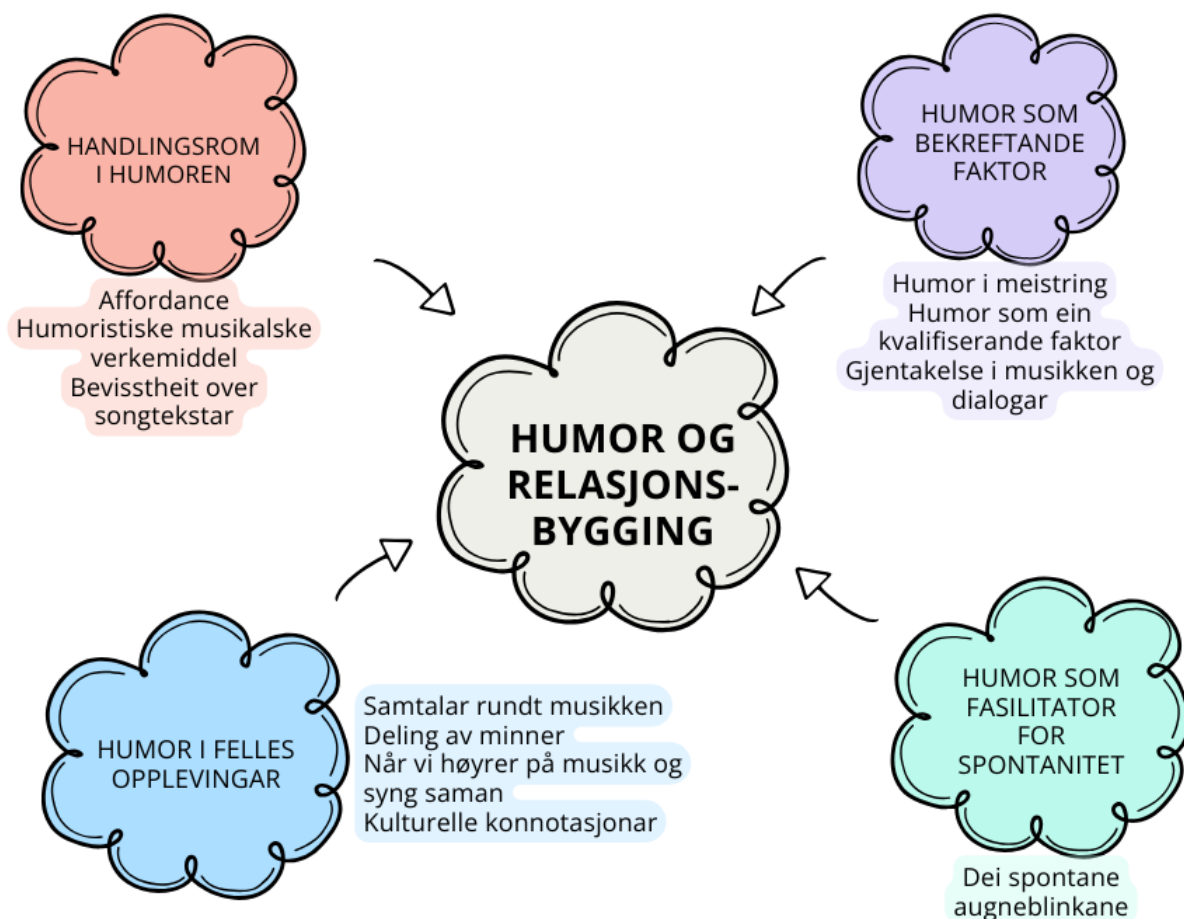 HANDLINGSROM
I HUMOREN
Affordance
Humoristiske musikalske
verkemiddel
Bevisstheit over
songtekstar
HUMOR SOM
BEKREFTANDE
FAKTOR
Humor i meistring
Humor som ein
kvalifiserande faktor
Gjentakelse i musikken og
dialogar
HUMOR OG
RELASJONS-
BYGGING
HUMOR I FELLES
OPPLEVINGAR
Samtalar rundt musikken
Deling av minner
Når vi høyrer på musikk og
syng saman
Kulturelle konnotasjonar
HUMOR SOM
FASILITATOR
FOR
SPONTANITET
Dei spontane
augneblinkane